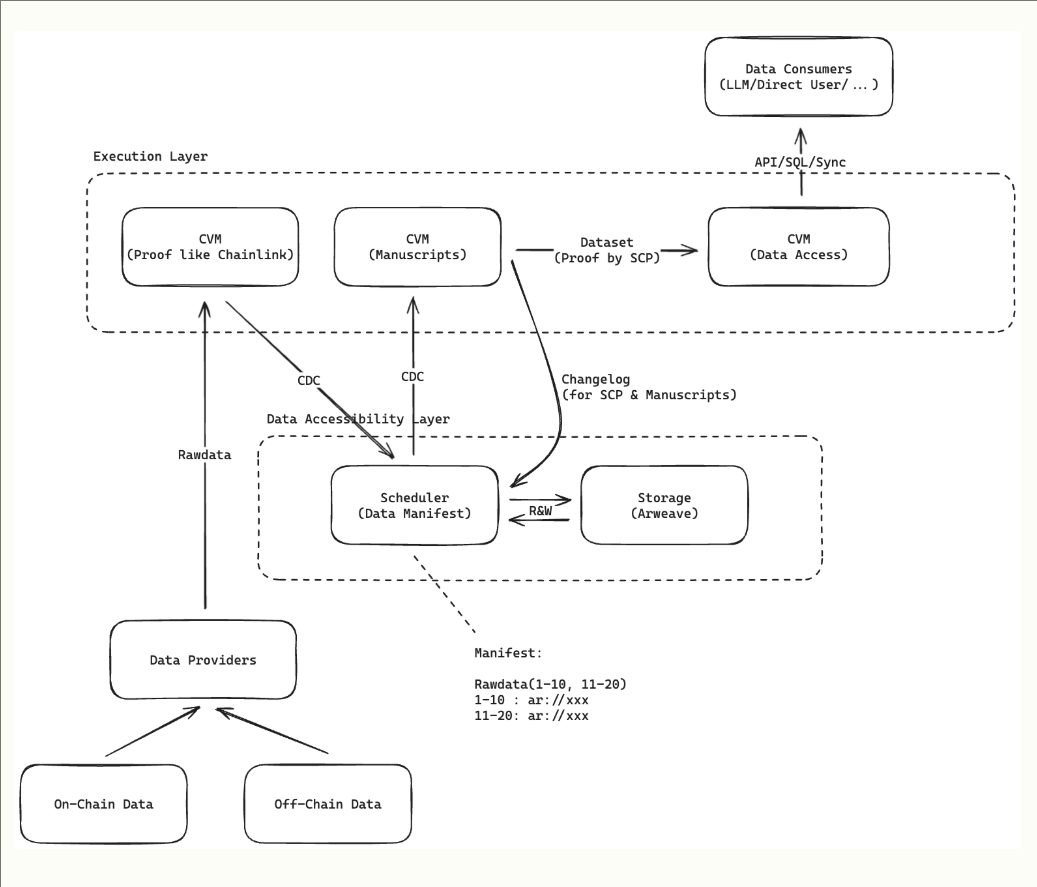 Data Consumers
(LLM/Direct User/...)
API/SQL/Sync
Execution Layer
CVM
(Proof like Chainlink)
CVM
(Manuscripts)
Dataset
(Proof by SCP)
CVM
(Data Access)
CDC
CDC
Changelog
(for SCP & Manuscripts)
Data Accessibility Layer
Rawdata
Scheduler
(Data Manifest)
R&W
Storage
(Arweave)
Manifest:
Rawdata(1-10, 11-20)
1-10 : ar://xxx
11-20: ar://xxx
Data Providers
On-Chain Data
Off-Chain Data